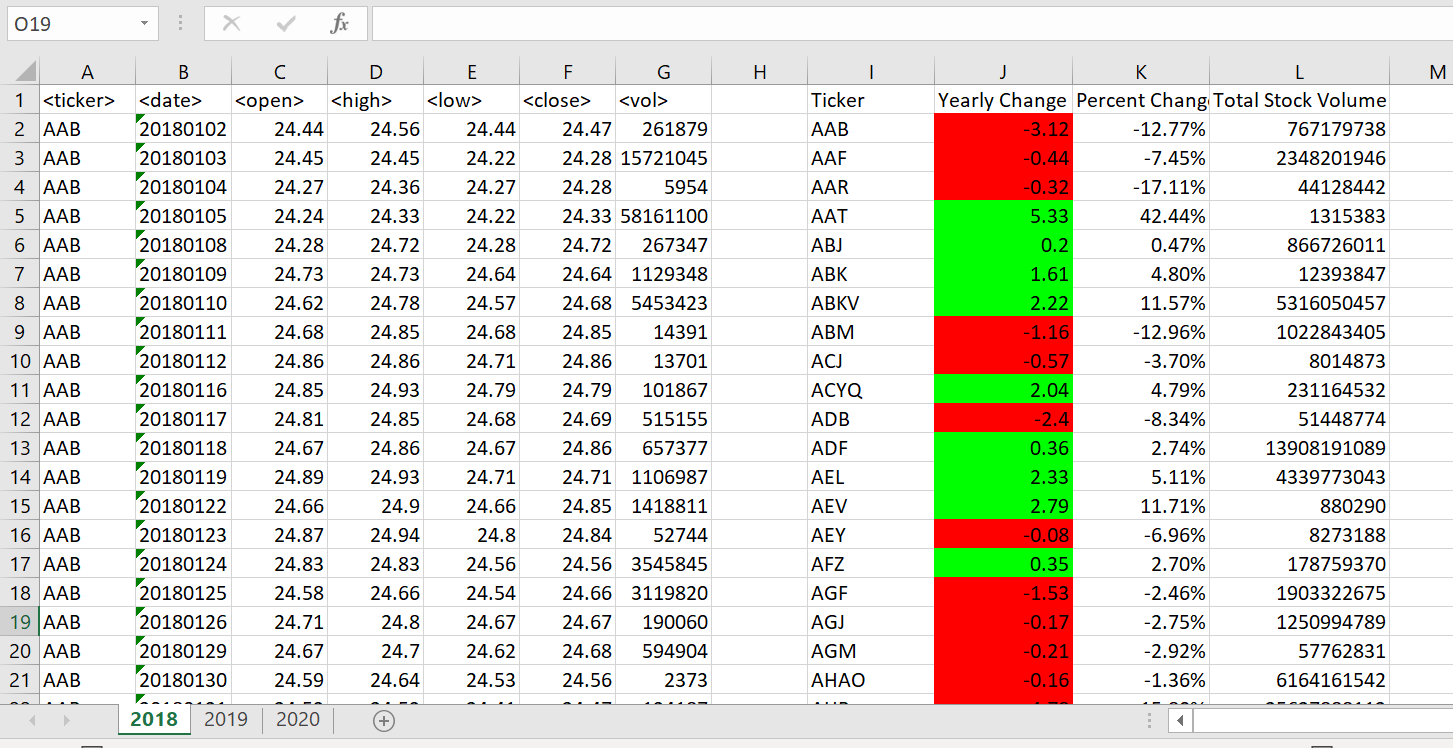 O19 fx
A B C D E F G H I J K L M
1 <ticker> <date> <open> <high> <low> <close> <vol> Ticker Yearly Change Percent Chang Total Stock Volume
2 AAB 20180102 24.44 24.56 24.44 24.47 261879 AAB -3.12 -12.77% 767179738
3 AAB 20180103 24.45 24.45 24.22 24.28 15721045 AAF -0.44 -7.45% 2348201946
4 AAB 20180104 24.27 24.36 24.27 24.28 5954 AAR -0.32 -17.11% 44128442
5 AAB 20180105 24.24 24.33 24.22 24.33 58161100 AAT 5.33 42.44% 1315383
6 AAB 20180108 24.28 24.72 24.28 24.72 267347 ABJ 0.2 0.47% 866726011
7 AAB 20180109 24.73 24.73 24.64 24.64 1129348 ABK 1.61 4.80% 12393847
8 AAB 20180110 24.62 24.78 24.57 24.68 5453423 ABKV 2.22 11.57% 5316050457
9 AAB 20180111 24.68 24.85 24.68 24.85 14391 ABM -1.16 -12.96% 1022843405
10 AAB 20180112 24.86 24.86 24.71 24.86 13701 ACJ -0.57 -3.70% 8014873
11 AAB 20180116 24.85 24.93 24.79 24.79 101867 ACYQ 2.04 4.79% 231164532
12 AAB 20180117 24.81 24.85 24.68 24.69 515155 ADB -2.4 -8.34% 51448774
13 AAB 20180118 24.67 24.86 24.67 24.86 657377 ADF 0.36 2.74% 13908191089
14 AAB 20180119 24.89 24.93 24.71 24.71 1106987 AEL 2.33 5.11% 4339773043
15 AAB 20180122 24.66 24.9 24.66 24.85 1418811 AEV 2.79 11.71% 880290
16 AAB 20180123 24.87 24.94 24.8 24.84 52744 AEY -0.08 -6.96% 8273188
17 AAB 20180124 24.83 24.83 24.56 24.56 3545845 AFZ 0.35 2.70% 178759370
18 AAB 20180125 24.58 24.66 24.54 24.66 3119820 AGF -1.53 -2.46% 1903322675
19 AAB 20180126 24.71 24.8 24.67 24.67 190060 AGJ -0.17 -2.75% 1250994789
20 AAB 20180129 24.67 24.7 24.62 24.68 594904 AGM -0.21 -2.92% 57762831
21 AAB 20180130 24.59 24.64 24.53 24.56 2373 AHAO -0.16 -1.36% 6164161542
2018 2019 2020